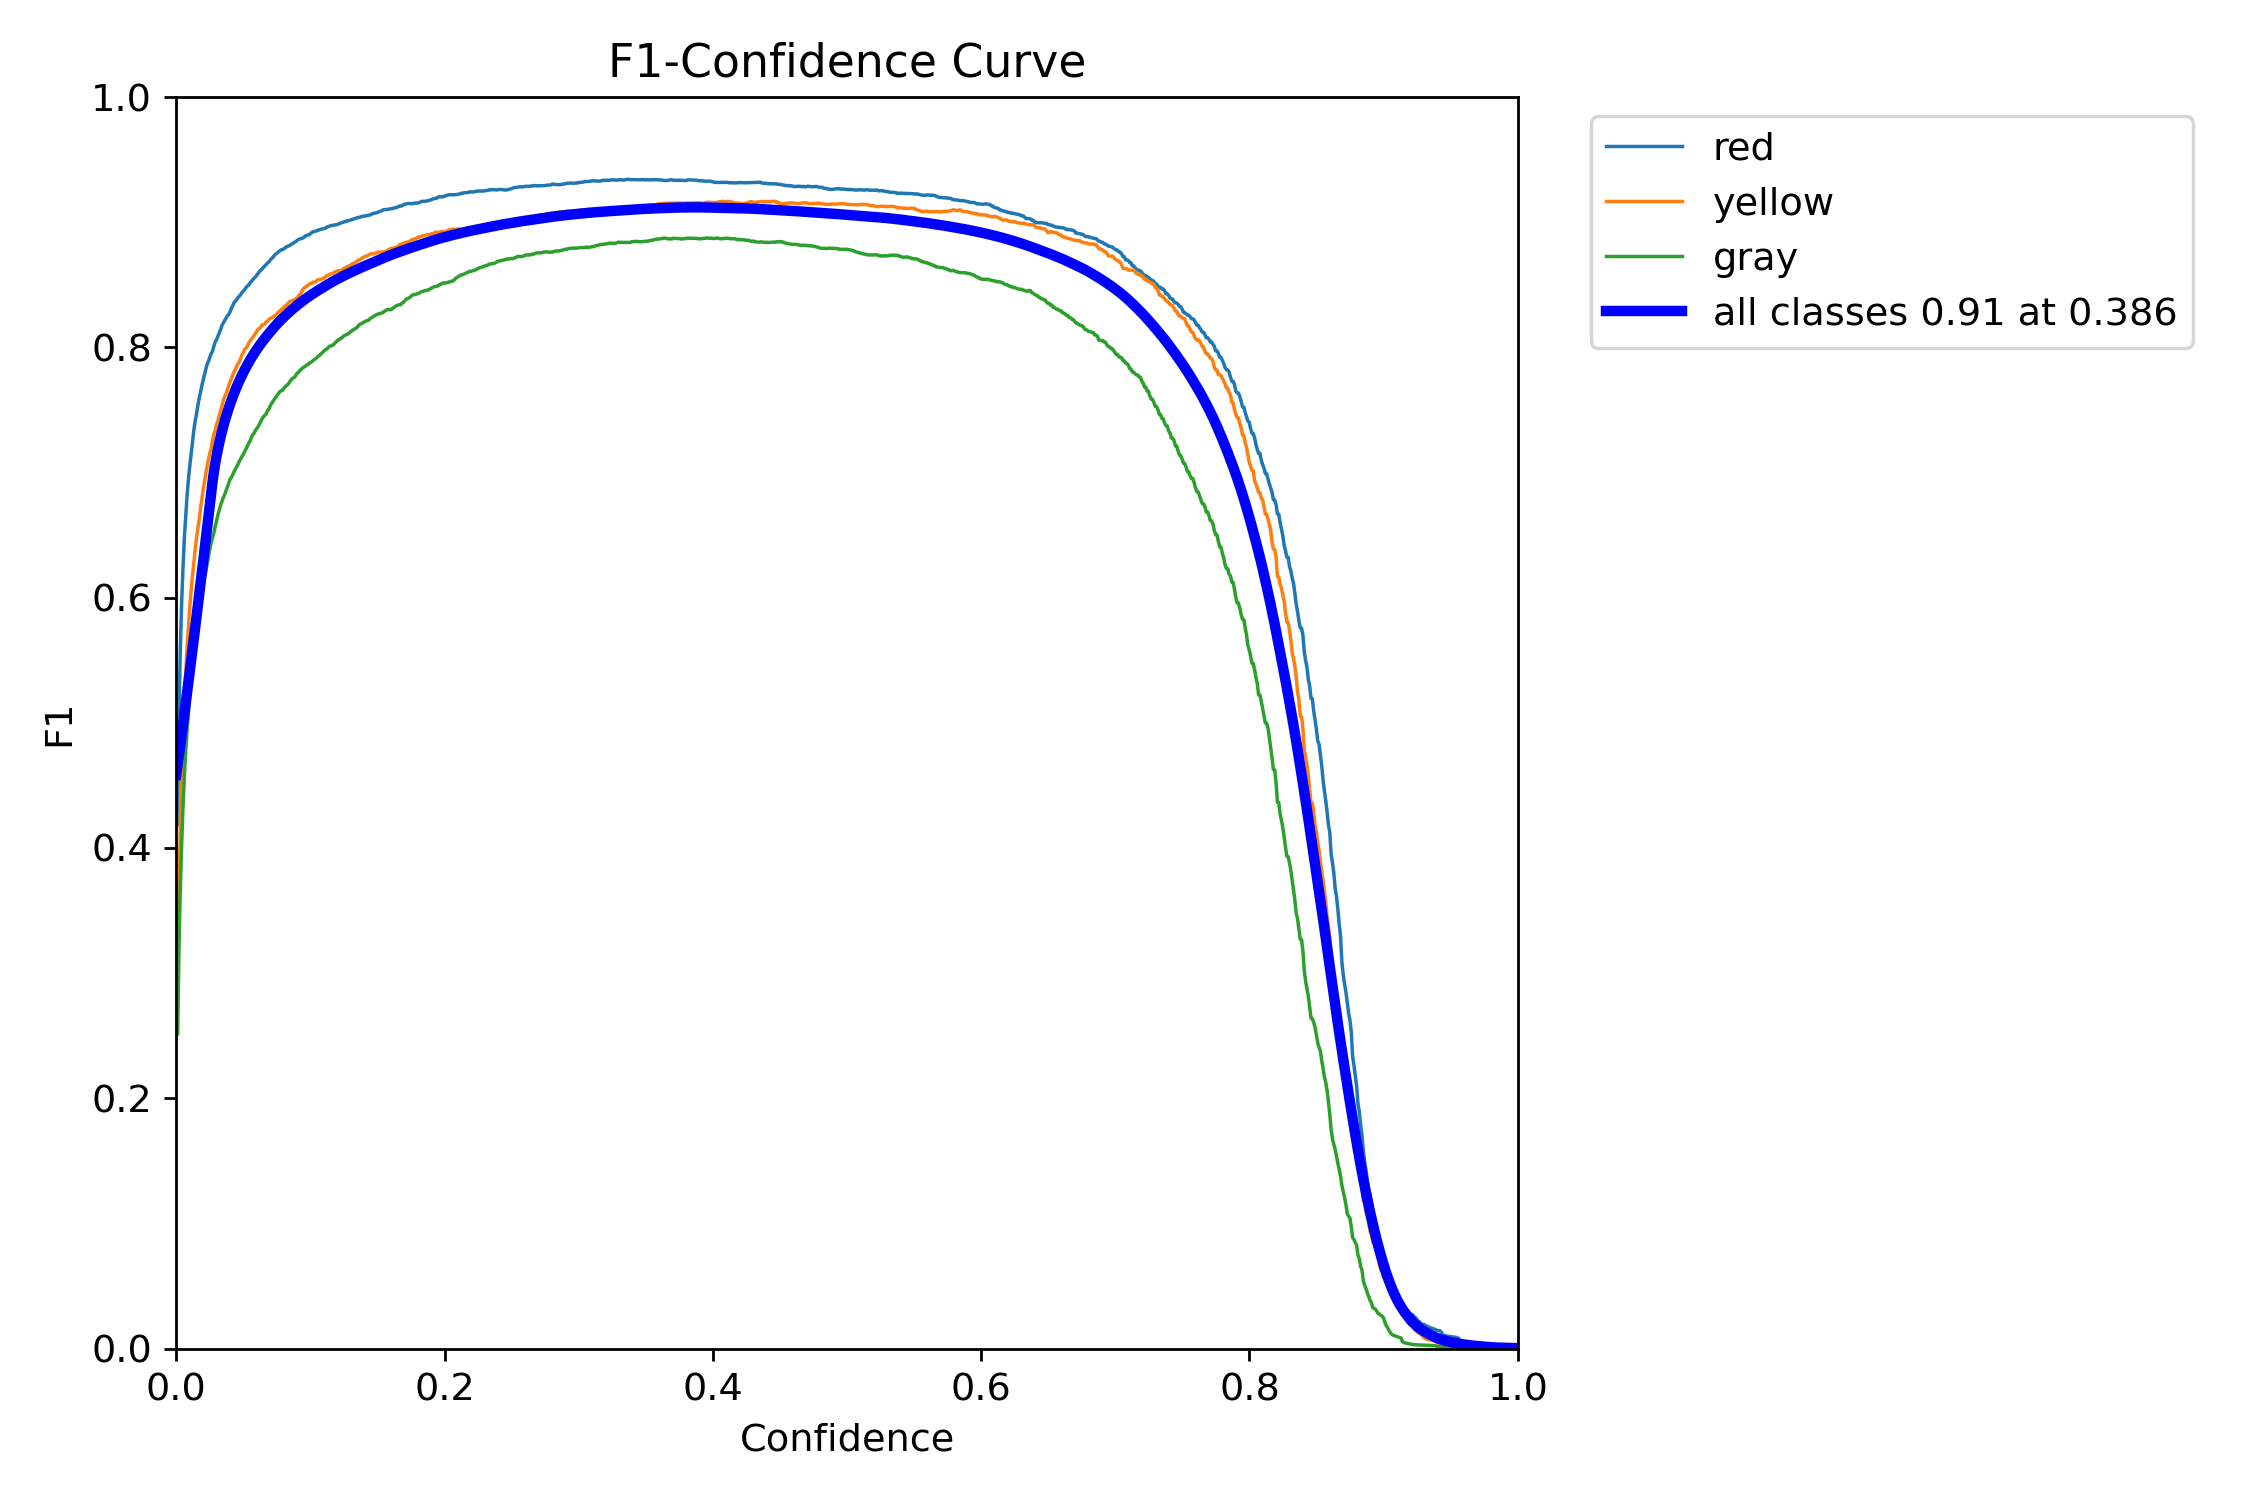 F1-Confidence Curve
1.0
0.8
0.6
0.4
0.2
0.0
F1
0.0 0.2 0.4 0.6 0.8 1.0
Confidence
red
yellow
gray
all classes 0.91 at 0.386